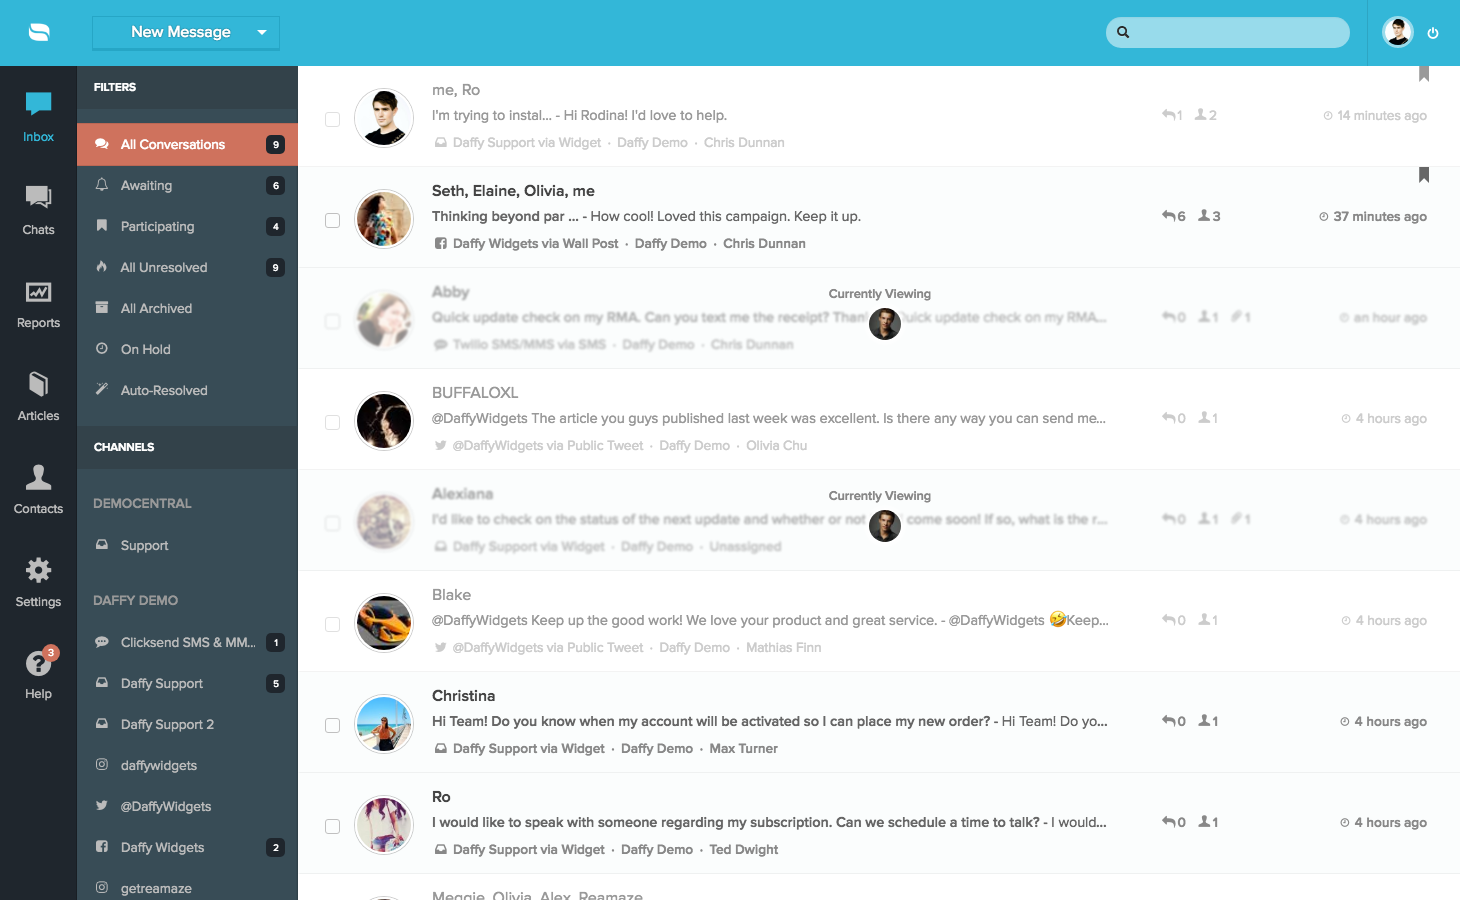 New Message
FILTERS
All Conversations 9
Awaiting 6
Participating 4
All Unresolved 9
All Archived
On Hold
Auto-Resolved
CHANNELS
DEMOCENTRAL
Support
DAFFY DEMO
Clicksend SMS & MM... 1
Daffy Support 5
Daffy Support 2
daffywidgets
@DaffyWidgets
Daffy Widgets 2
getreamaze
Inbox
Chats
Reports
Articles
Contacts
Settings
3
Help
me, Ro
I'm trying to instal... - Hi Rodina! I'd love to help. 1 2 14 minutes ago
Daffy Support via Widget · Daffy Demo · Chris Dunnan
Seth, Elaine, Olivia, me
Thinking beyond par ... - How cool! Loved this campaign. Keep it up. 6 3 37 minutes ago
Daffy Widgets via Wall Post · Daffy Demo · Chris Dunnan
Abby
Currently Viewing
Quick update check on my RMA. Can you text me the receipt? Than uick update check on my RMA... 0 1 1 an hour ago
Twilio SMS/MMS via SMS · Daffy Demo · Chris Dunnan
BUFFALOXL
@DaffyWidgets The article you guys published last week was excellent. Is there any way you can send me... 0 1 4 hours ago
@DaffyWidgets via Public Tweet · Daffy Demo · Olivia Chu
Alexiana
Currently Viewing
I'd like to check on the status of the next update and whether or not come soon! If so, what is the r... 0 1 1 4 hours ago
Daffy Support via Widget · Daffy Demo · Unassigned
Blake
@DaffyWidgets Keep up the good work! We love your product and great service. - @DaffyWidgets 🤣Keep... 0 1 4 hours ago
@DaffyWidgets via Public Tweet · Daffy Demo · Mathias Finn
Christina
Hi Team! Do you know when my account will be activated so I can place my new order? - Hi Team! Do yo... 0 1 4 hours ago
Daffy Support via Widget · Daffy Demo · Max Turner
Ro
I would like to speak with someone regarding my subscription. Can we schedule a time to talk? - I would... 0 1 4 hours ago
Daffy Support via Widget · Daffy Demo · Ted Dwight
Meggie, Olivia, Alex, Reamaze